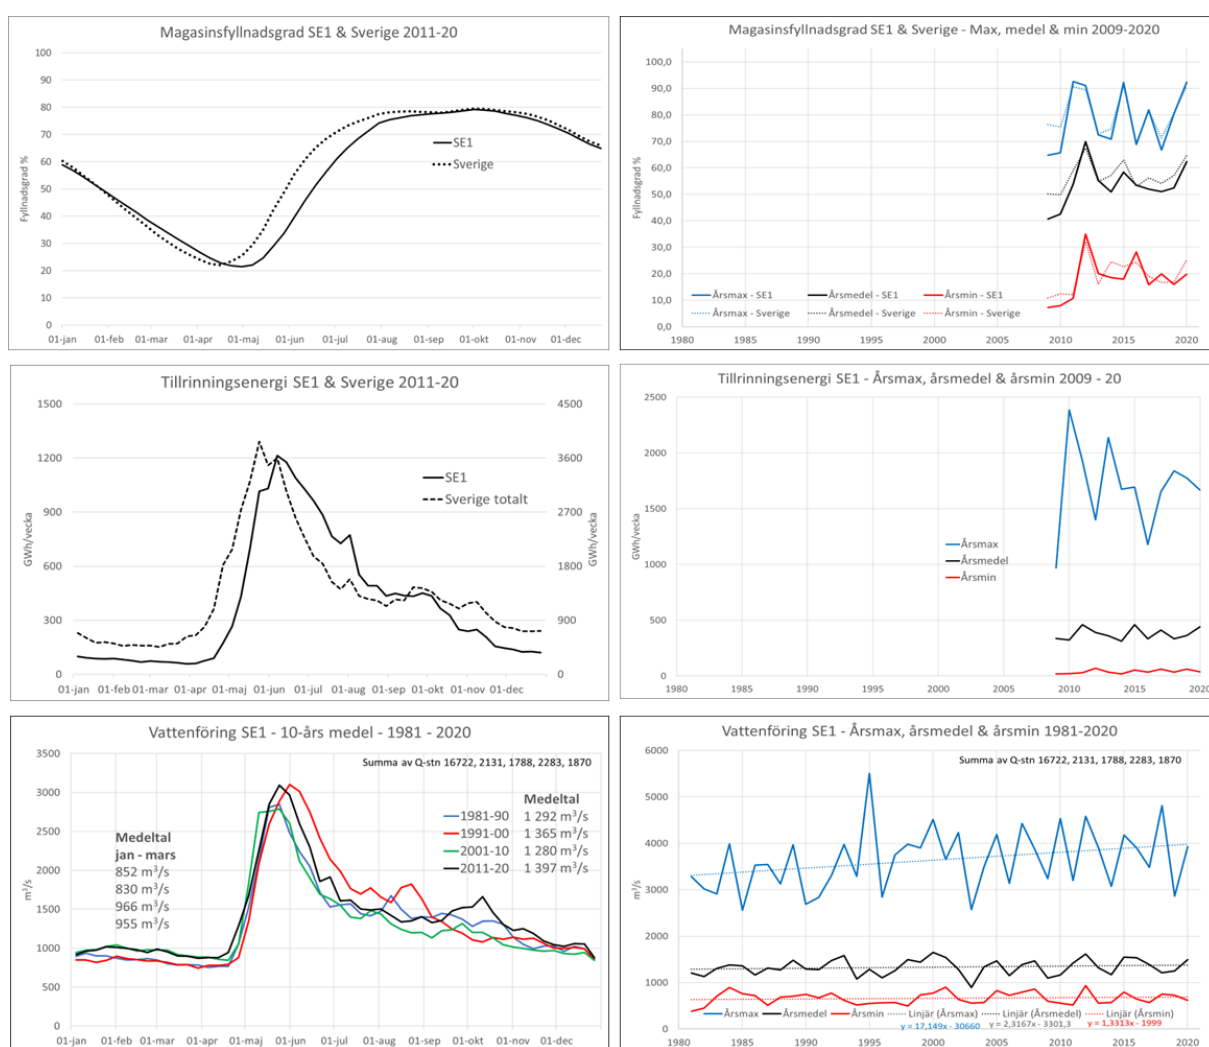 Magasinsfyllnadsgrad SE1 & Sverige 2011-20
Fyllnadsgrad %
100
90
80
70
60
50
40
30
20
10
0
SE1
Sverige
01-jan 01-feb 01-mar 01-apr 01-maj 01-jun 01-jul 01-aug 01-sep 01-okt 01-nov 01-dec
Magasinsfyllnadsgrad SE1 & Sverige - Max, medel & min 2009-2020
Fyllnadsgrad %
100,0
90,0
80,0
70,0
60,0
50,0
40,0
30,0
20,0
10,0
0,0
Årsmax - SE1 Årsmedel - SE1 Årsmin - SE1
Årsmax - Sverige Årsmedel - Sverige Årsmin - Sverige
1980 1985 1990 1995 2000 2005 2010 2015 2020
Tillrinningsenergi SE1 & Sverige 2011-20
GWh/vecka
1500 4500
1200 3600
900 2700
600 1800
300 900
0 0
GWh/vecka
SE1
Sverige totalt
01-jan 01-feb 01-mar 01-apr 01-maj 01-jun 01-jul 01-aug 01-sep 01-okt 01-nov 01-dec
Tillrinningsenergi SE1 - Årsmax, årsmedel & årsmin 2009 - 20
GWh/vecka
2500
2000
1500
1000
500
0
Årsmax
Årsmedel
Årsmin
1980 1985 1990 1995 2000 2005 2010 2015 2020
Vattenföring SE1 - 10-års medel - 1981 - 2020
Summa av Q-stn 16722, 2131, 1788, 2283, 1870
m³/s
3500
3000
2500
2000
1500
1000
500
0
Medeltal
jan - mars
852 m³/s
830 m³/s
966 m³/s
955 m³/s
Medeltal
1981-90 1 292 m³/s
1991-00 1 365 m³/s
2001-10 1 280 m³/s
2011-20 1 397 m³/s
01-jan 01-feb 01-mar 01-apr 01-maj 01-jun 01-jul 01-aug 01-sep 01-okt 01-nov 01-dec
Vattenföring SE1 - Årsmax, årsmedel & årsmin 1981-2020
Summa av Q-stn 16722, 2131, 1788, 2283, 1870
m³/s
6000
5000
4000
3000
2000
1000
0
Årsmax Årsmedel Årsmin Linjär (Årsmax) Linjär (Årsmedel) Linjär (Årsmin)
y = 17,149x - 30660 y = 2,3167x - 3301,3 y = 1,3313x - 1999
1980 1985 1990 1995 2000 2005 2010 2015 2020